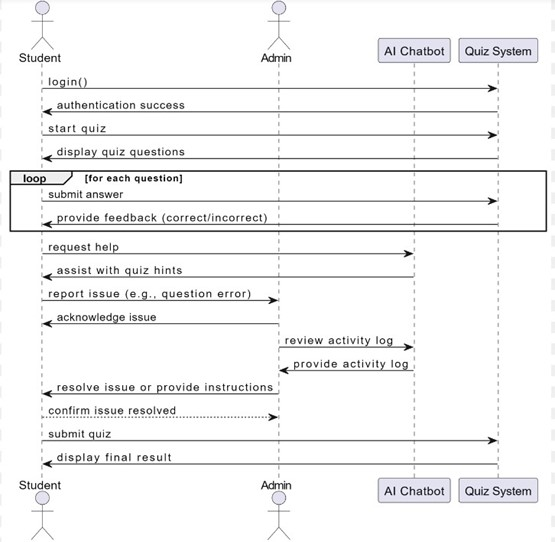 Student
Admin
AI Chatbot
Quiz System
login()
authentication success
start quiz
display quiz questions
loop
[for each question]
submit answer
provide feedback (correct/incorrect)
request help
assist with quiz hints
report issue (e.g., question error)
acknowledge issue
review activity log
provide activity log
resolve issue or provide instructions
confirm issue resolved
submit quiz
display final result
Student
Admin
AI Chatbot
Quiz System